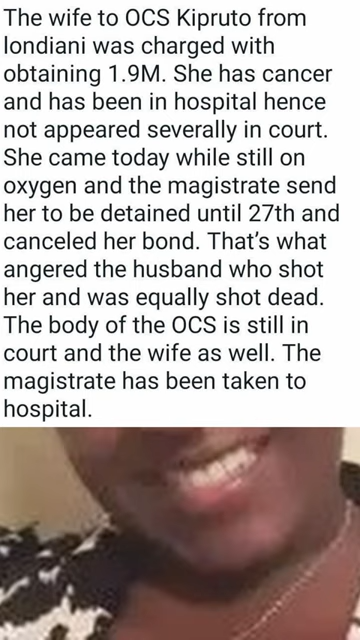 The wife to OCS Kipruto from
londiani was charged with
obtaining 1.9M. She has cancer
and has been in hospital hence
not appeared severally in court.
She came today while still on
oxygen and the magistrate send
her to be detained until 27th and
canceled her bond. That’s what
angered the husband who shot
her and was equally shot dead.
The body of the OCS is still in
court and the wife as well. The
magistrate has been taken to
hospital.